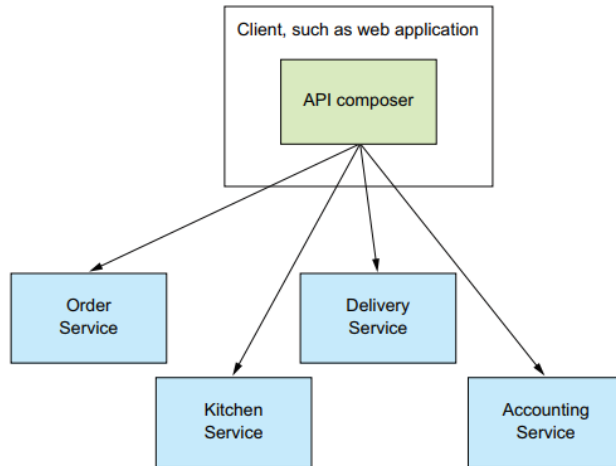 Client, such as web application
API composer
Order
Service
Delivery
Service
Kitchen
Service
Accounting
Service